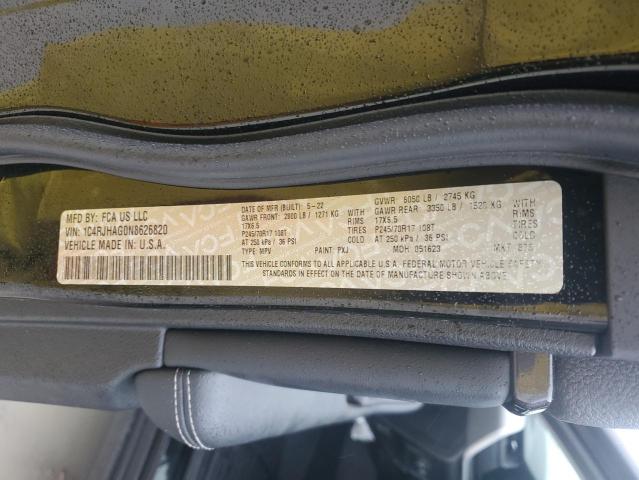 MFD BY: FCA US LLC
VIN: 1C4RJHAG0N8626820
VEHICLE MADE IN: U.S.A.
DATE OF MFR (BUILT): 5-22
GAWR FRONT: 2800 LB / 1271 KG
17X6.5
P245/70R17 108T
AT 250 kPa / 36 PSI
TYPE: MPV PAINT: PXJ
WITH
RIMS
TIRES
COLD
GVWR 6050 LB / 2745 KG
GAWR REAR 3350 LB / 1520 KG
17X6.5
P245/70R17 108T
AT 250 kPa / 36 PSI
MDH: 051623 MKT:
WITH
RIMS
TIRES
COLD
THIS VEHICLE CONFORMS TO ALL APPLICABLE U.S.A. FEDERAL MOTOR VEHICLE SAFETY
STANDARDS IN EFFECT ON THE DATE OF MANUFACTURE SHOWN ABOVE.